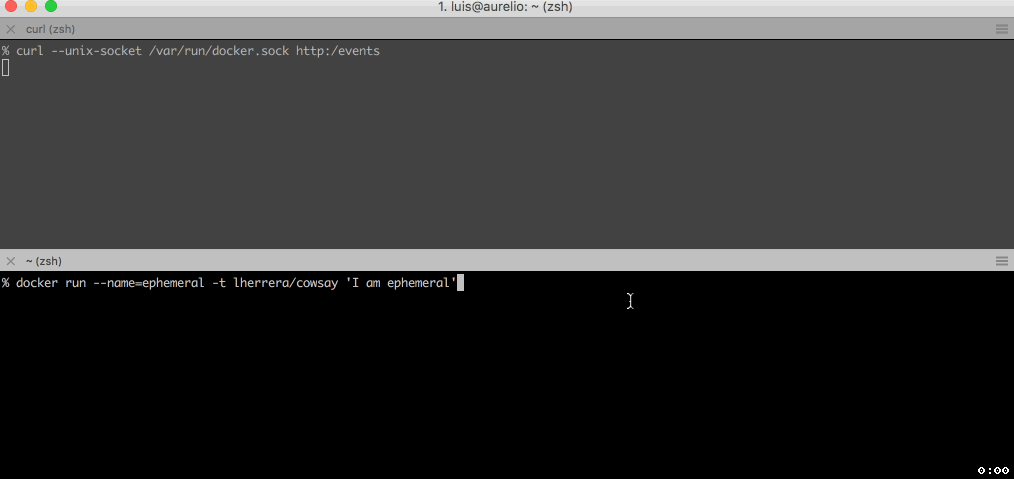 1. luis@aurelio: ~ (zsh)
curl (zsh)
% curl --unix-socket /var/run/docker.sock http:/events
~ (zsh)
% docker run --name=ephemeral -t lherrera/cowsay 'I am ephemeral'
0:00